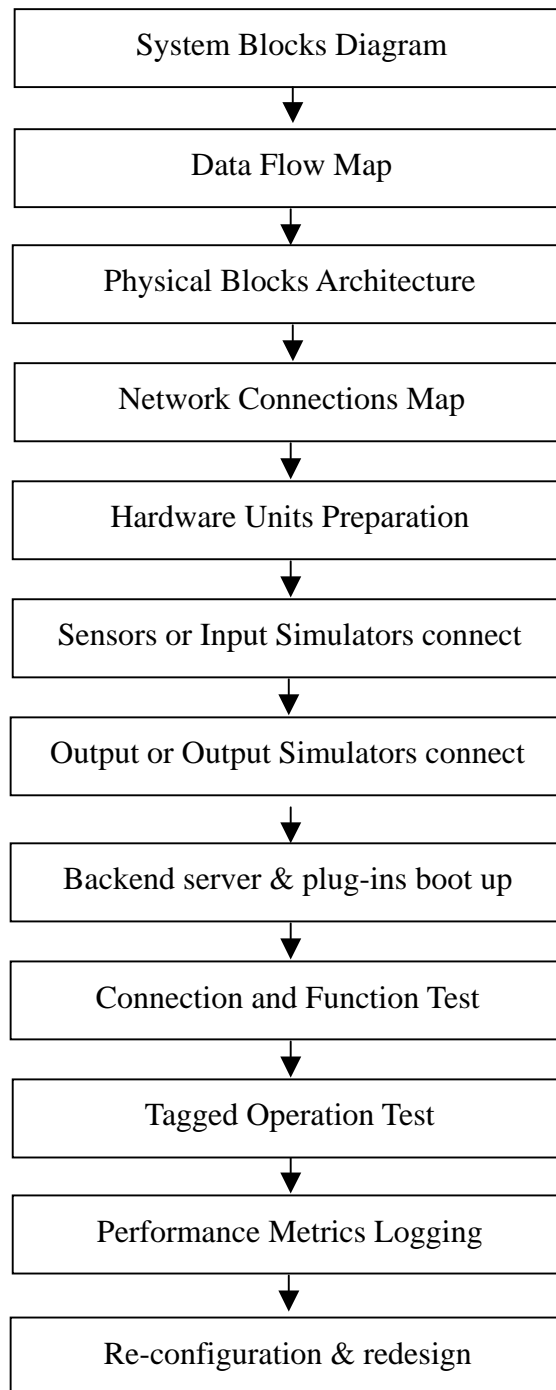 System Blocks Diagram
Data Flow Map
Physical Blocks Architecture
Network Connections Map
Hardware Units Preparation
Sensors or Input Simulators connect
Output or Output Simulators connect
Backend server & plug-ins boot up
Connection and Function Test
Tagged Operation Test
Performance Metrics Logging
Re-configuration & redesign